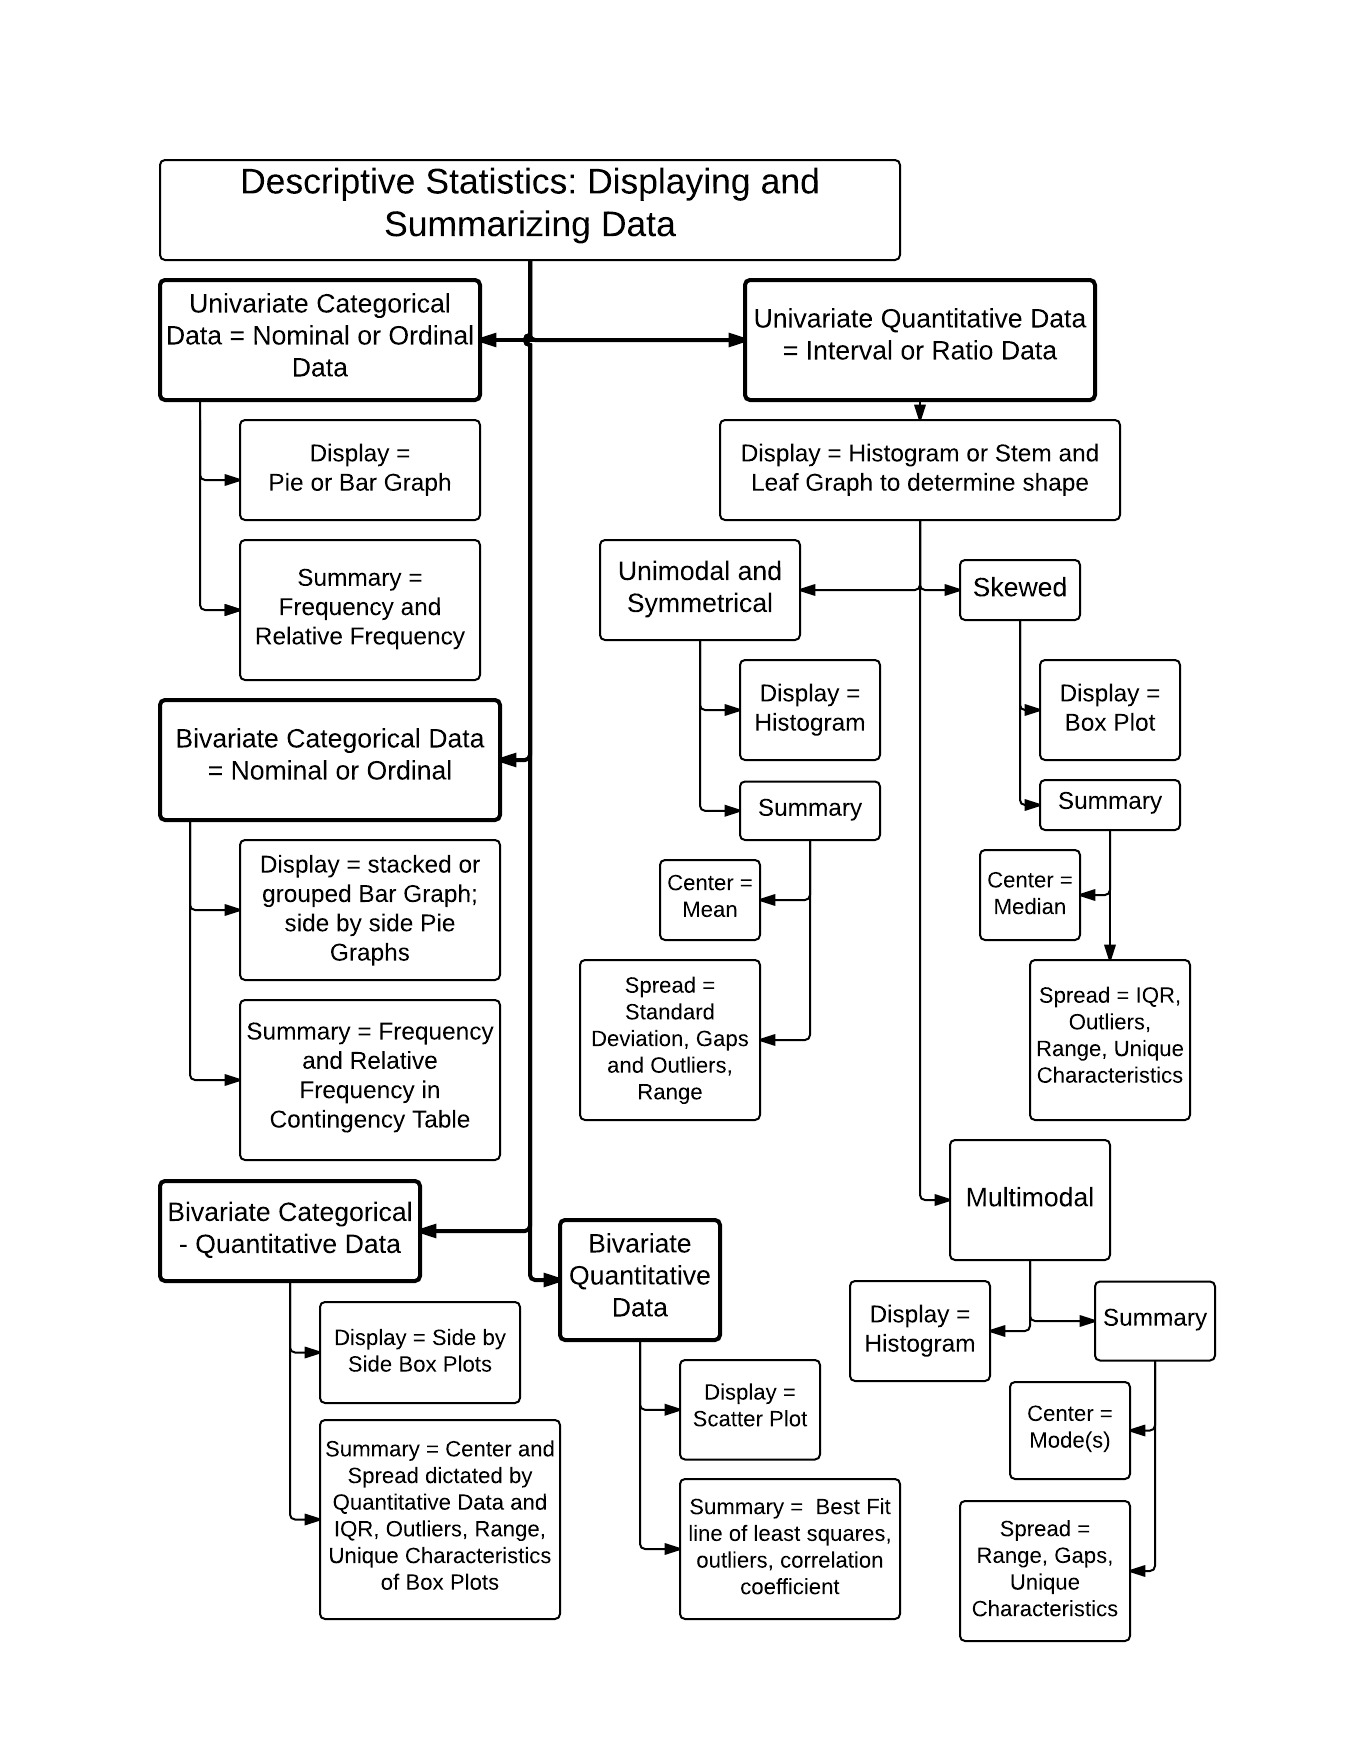 Descriptive Statistics: Displaying and
Summarizing Data
Univariate Categorical
Data = Nominal or Ordinal
Data
Univariate Quantitative Data
= Interval or Ratio Data
Display =
Pie or Bar Graph
Display = Histogram or Stem and
Leaf Graph to determine shape
Summary =
Frequency and
Relative Frequency
Unimodal and
Symmetrical
Skewed
Display =
Histogram
Display =
Box Plot
Bivariate Categorical Data
= Nominal or Ordinal
Summary
Summary
Display = stacked or
grouped Bar Graph;
side by side Pie
Graphs
Center =
Mean
Center =
Median
Spread =
Standard
Deviation, Gaps
and Outliers,
Range
Spread = IQR,
Outliers,
Range, Unique
Characteristics
Summary = Frequency
and Relative
Frequency in
Contingency Table
Multimodal
Bivariate Categorical
- Quantitative Data
Bivariate
Quantitative
Data
Display =
Histogram
Summary
Display = Side by
Side Box Plots
Display =
Scatter Plot
Center =
Mode(s)
Summary = Center and
Spread dictated by
Quantitative Data and
IQR, Outliers, Range,
Unique Characteristics
of Box Plots
Summary =  Best Fit
line of least squares,
outliers, correlation
coefficient
Spread =
Range, Gaps,
Unique
Characteristics